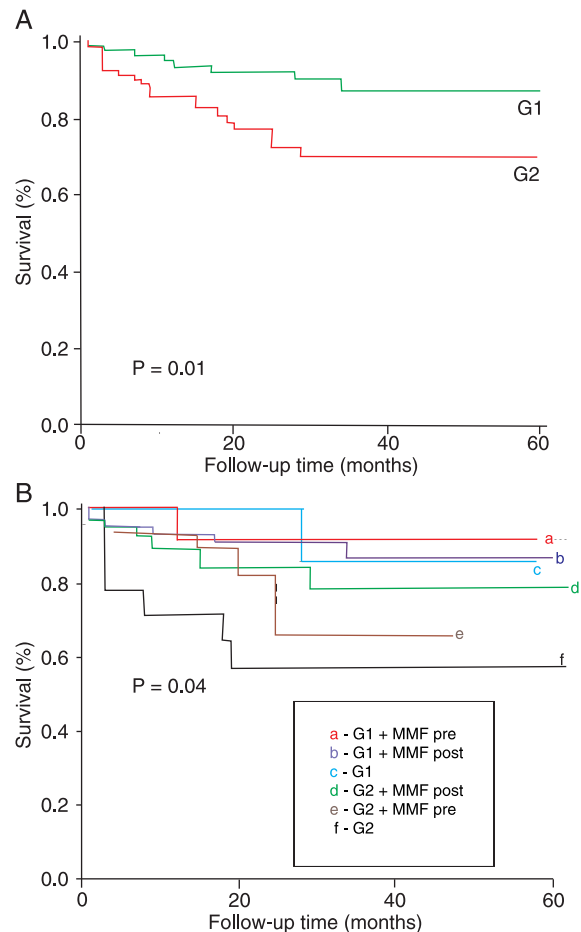 A
1.0
0.8
0.6
0.4
0.2
0.0
Survival (%)
G1
G2
P = 0.01
0
20
40
60
Follow-up time (months)
B
1.0
0.8
0.6
0.4
0.2
0.0
Survival (%)
a
b
c
d
e
f
P = 0.04
a - G1 + MMF pre
b - G1 + MMF post
c - G1
d - G2 + MMF post
e - G2 + MMF pre
f - G2
0
20
40
60
Follow-up time (months)